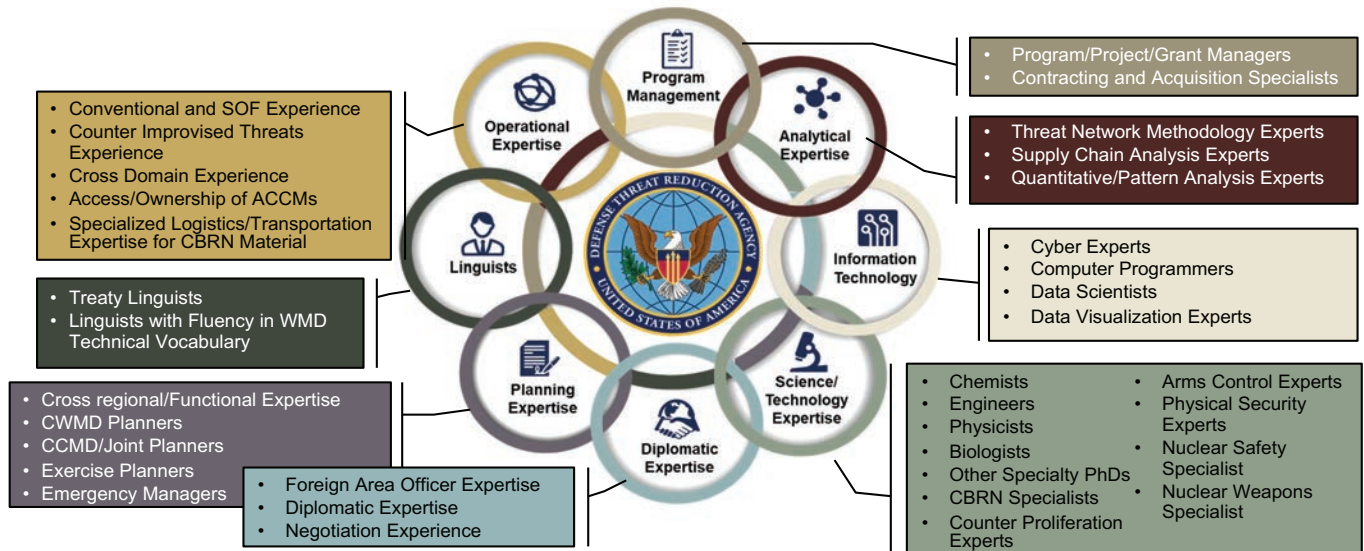 Program
Management
• Program/Project/Grant Managers
• Contracting and Acquisition Specialists
Analytical
Expertise
• Threat Network Methodology Experts
• Supply Chain Analysis Experts
• Quantitative/Pattern Analysis Experts
Information
Technology
• Cyber Experts
• Computer Programmers
• Data Scientists
• Data Visualization Experts
Science/
Technology
Expertise
• Chemists
• Engineers
• Physicists
• Biologists
• Other Specialty PhDs
• CBRN Specialists
• Counter Proliferation
Experts
• Arms Control Experts
• Physical Security
Experts
• Nuclear Safety
Specialist
• Nuclear Weapons
Specialist
Diplomatic
Expertise
• Foreign Area Officer Expertise
• Diplomatic Expertise
• Negotiation Experience
Planning
Expertise
• Cross regional/Functional Expertise
• CWMD Planners
• CCMD/Joint Planners
• Exercise Planners
• Emergency Managers
Linguists
• Treaty Linguists
• Linguists with Fluency in WMD
Technical Vocabulary
Operational
Expertise
• Conventional and SOF Experience
• Counter Improvised Threats
Experience
• Cross Domain Experience
• Access/Ownership of ACCMs
• Specialized Logistics/Transportation
Expertise for CBRN Material
DEFENSE THREAT REDUCTION AGENCY
UNITED STATES OF AMERICA